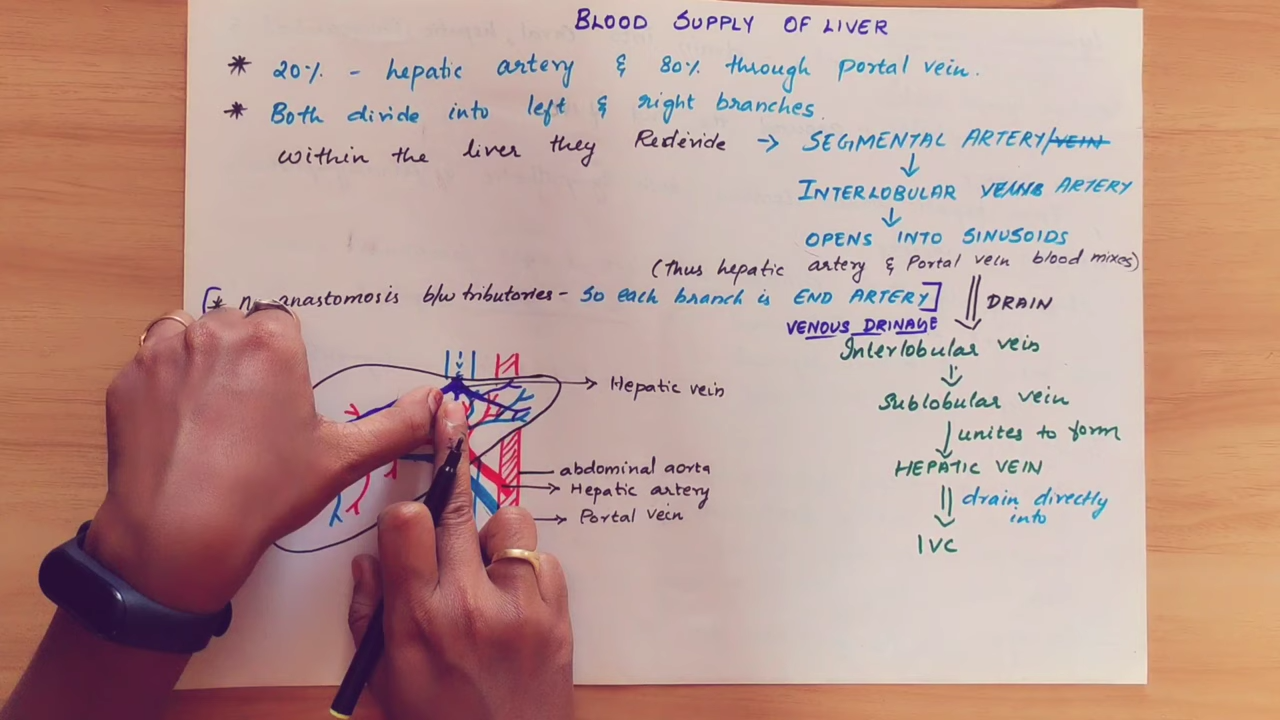 BLOOD SUPPLY OF LIVER
* 20% - hepatic artery & 80% through portal vein.
* Both divide into left & right branches.
within the liver they Redivide → SEGMENTAL ARTERY/VEIN
↓
INTERLOBULAR ARTERY
↓
OPENS INTO SINUSOIDS
(Thus hepatic artery & Portal vein blood mixes)
[* anastomosis b/w tributories - So each branch is END ARTERY]
DRAIN
VENOUS DRINAGE
Interlobular vein
↓
Sublobular vein
↓ unites to form
HEPATIC VEIN
drain directly
into
IVC
→ Hepatic vein
abdominal aorta
→ Hepatic artery
→ Portal vein